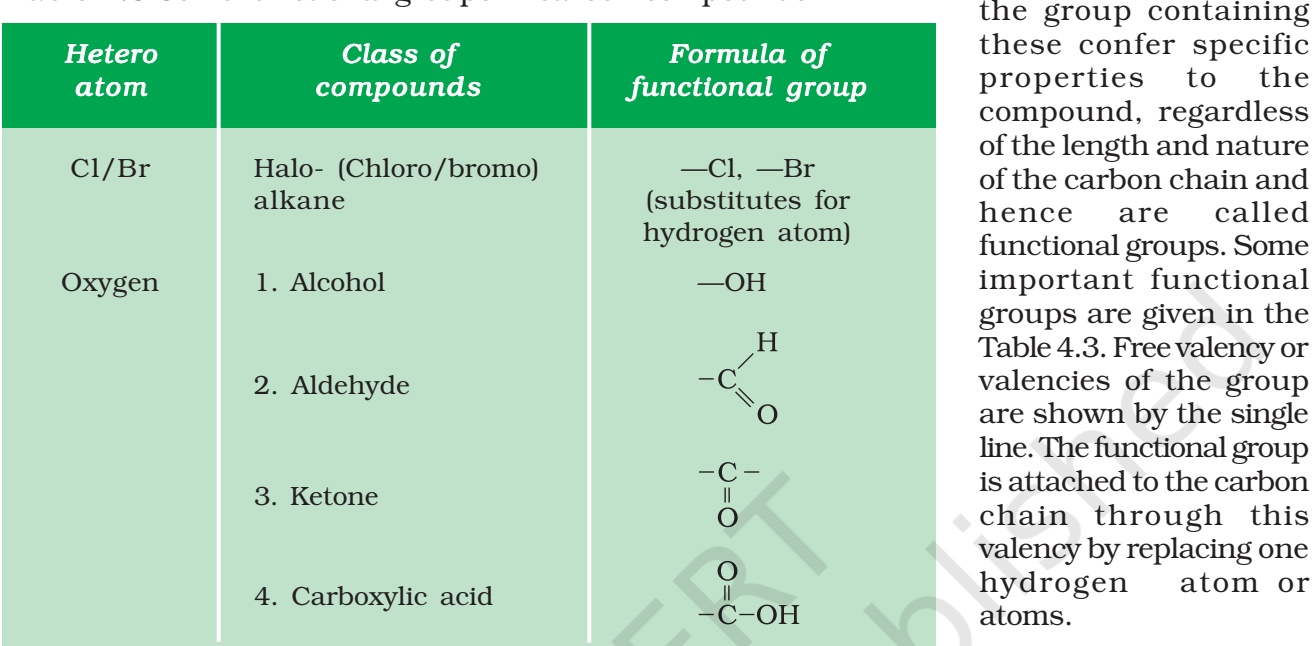 Hetero atom
Class of compounds
Formula of functional group
Cl/Br
Halo- (Chloro/bromo) alkane
—Cl, —Br
(substitutes for
hydrogen atom)
Oxygen
1. Alcohol
—OH
2. Aldehyde
H
–C
O
3. Ketone
–C–
O
4. Carboxylic acid
O
–C–OH
the group containing
these confer specific
properties to the
compound, regardless
of the length and nature
of the carbon chain and
hence are called
functional groups. Some
important functional
groups are given in the
Table 4.3. Free valency or
valencies of the group
are shown by the single
line. The functional group
is attached to the carbon
chain through this
valency by replacing one
hydrogen atom or
atoms.